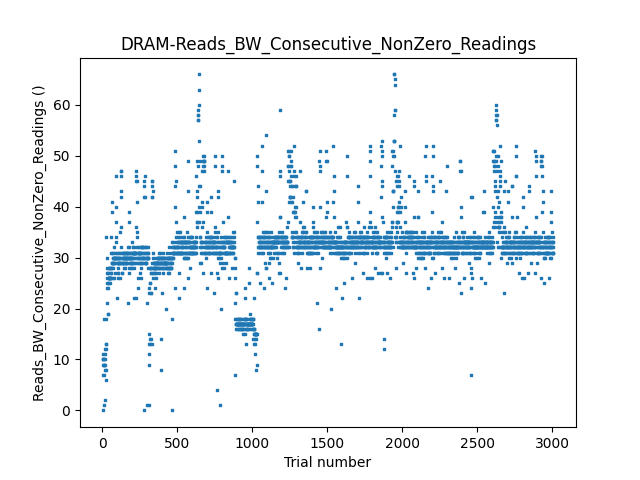 DRAM-Reads_BW_Consecutive_NonZero_Readings
Reads_BW_Consecutive_NonZero_Readings ()
60
50
40
30
20
10
0
0 500 1000 1500 2000 2500 3000
Trial number